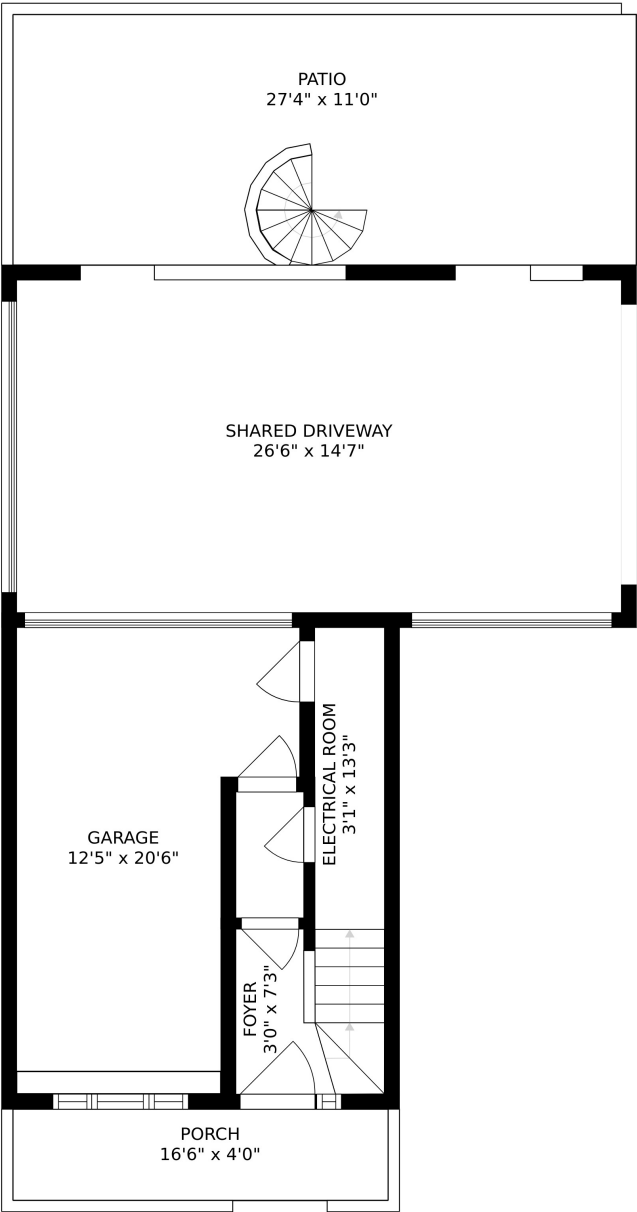 PATIO
27'4" x 11'0"
SHARED DRIVEWAY
26'6" x 14'7"
ELECTRICAL ROOM
3'1" x 13'3"
GARAGE
12'5" x 20'6"
FOYER
3'0" x 7'3"
PORCH
16'6" x 4'0"